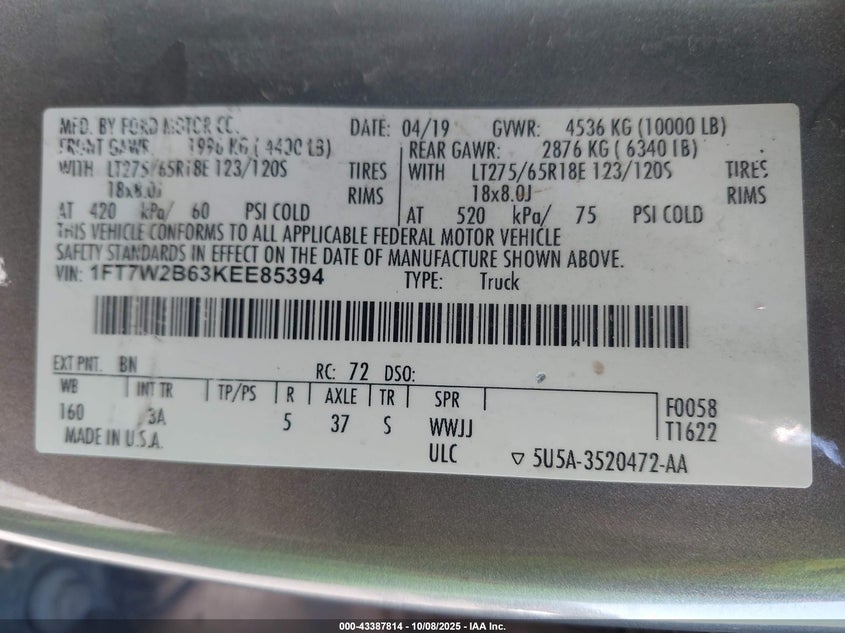 MFD. BY FORD MOTOR CO.
DATE: 04/19 GVWR: 4536 KG (10000 LB)
FRONT GAWR: 1996 KG ( 4400 LB) REAR GAWR: 2876 KG ( 6340 LB)
WITH LT275/65R18E 123/120S TIRES WITH LT275/65R18E 123/120S TIRES
18x8.0J RIMS 18x8.0J RIMS
AT 420 kPa/ 60 PSI COLD AT 520 kPa/ 75 PSI COLD
THIS VEHICLE CONFORMS TO ALL APPLICABLE FEDERAL MOTOR VEHICLE
SAFETY STANDARDS IN EFFECT ON THE DATE OF MANUFACTURE SHOWN ABOVE.
VIN: 1FT7W2B63KEE85394 TYPE: Truck
EXT PNT: BN RC: 72 DSO:
WB INT TR TP/PS R AXLE TR SPR
160 3A 5 37 S WWJJ
F0058
T1622
MADE IN U.S.A. ULC ▽ 5U5A-3520472-AA
000-43387814 - 10/08/2025 - IAA Inc.